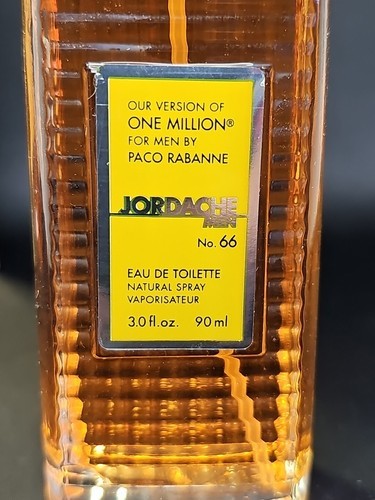 OUR VERSION OF
ONE MILLION®
FOR MEN BY
PACO RABANNE
JORDACHE
MEN
No. 66
EAU DE TOILETTE
NATURAL SPRAY
VAPORISATEUR
3.0 fl.oz. 90 ml